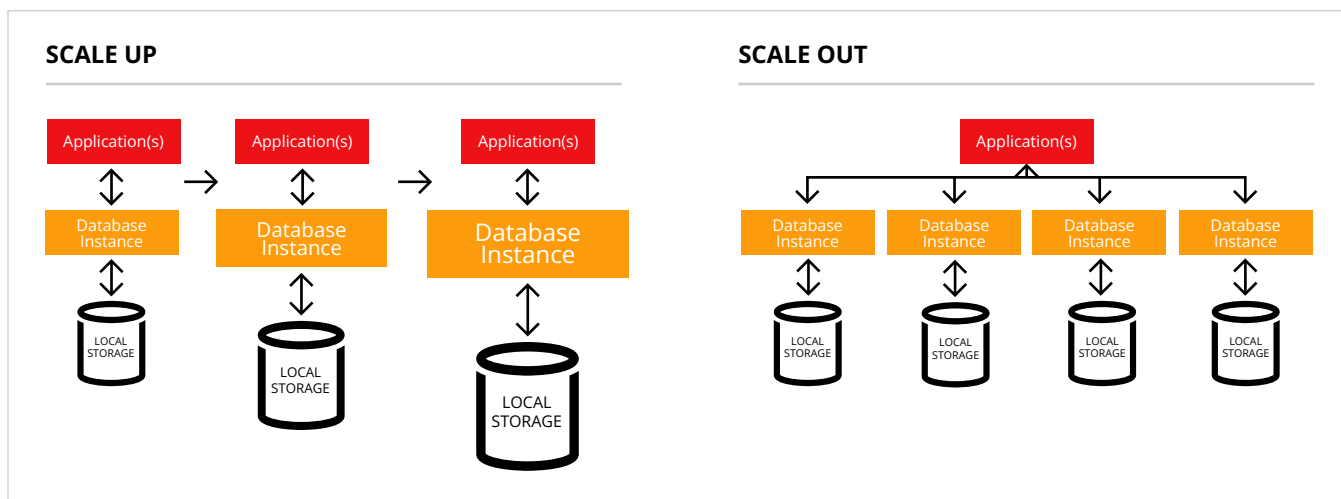 SCALE UP
Application(s)
Application(s)
Application(s)
Database
Instance
Database
Instance
Database
Instance
LOCAL
STORAGE
LOCAL
STORAGE
LOCAL
STORAGE
SCALE OUT
Application(s)
Database
Instance
Database
Instance
Database
Instance
Database
Instance
LOCAL
STORAGE
LOCAL
STORAGE
LOCAL
STORAGE
LOCAL
STORAGE